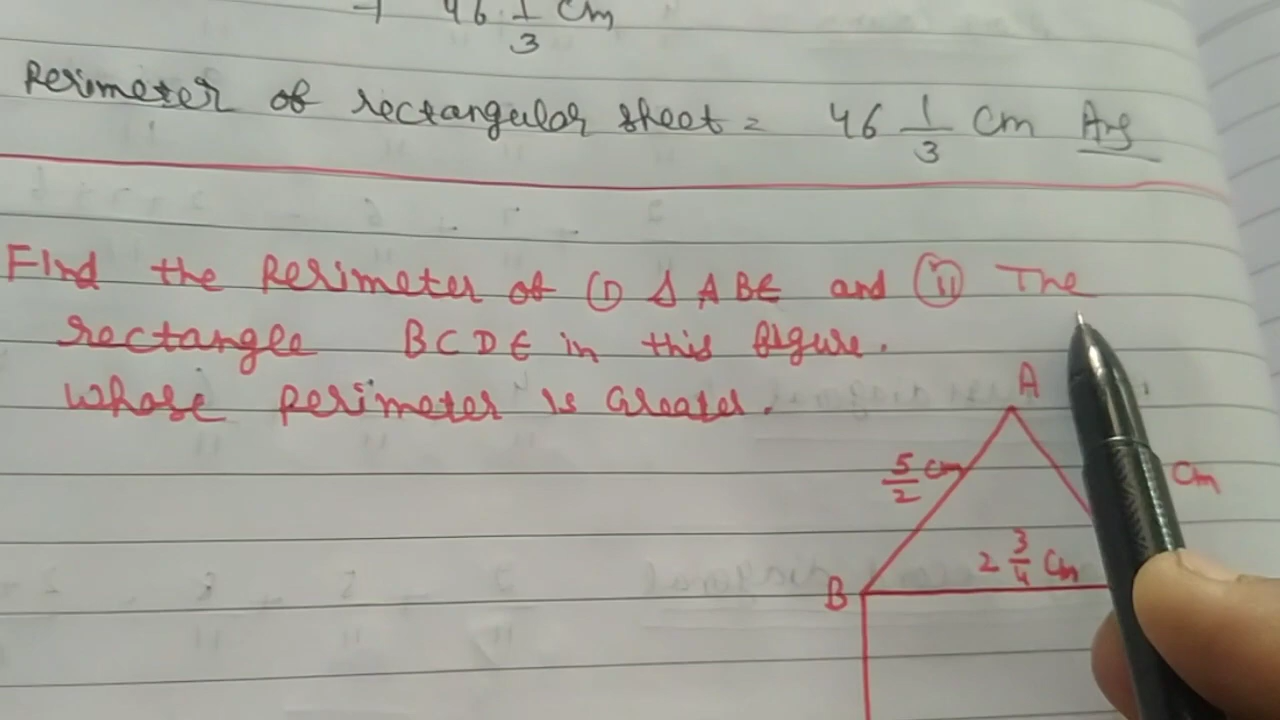 46 1/3 cm
Perimeter of rectangular sheet = 46 1/3 cm Ans
Find the Perimeter of (i) Δ ABE and (ii) The
rectangle BCDE in this figure.
whose perimeter is Greater.
A
5/2 cm
cm
2 3/4 cm
B